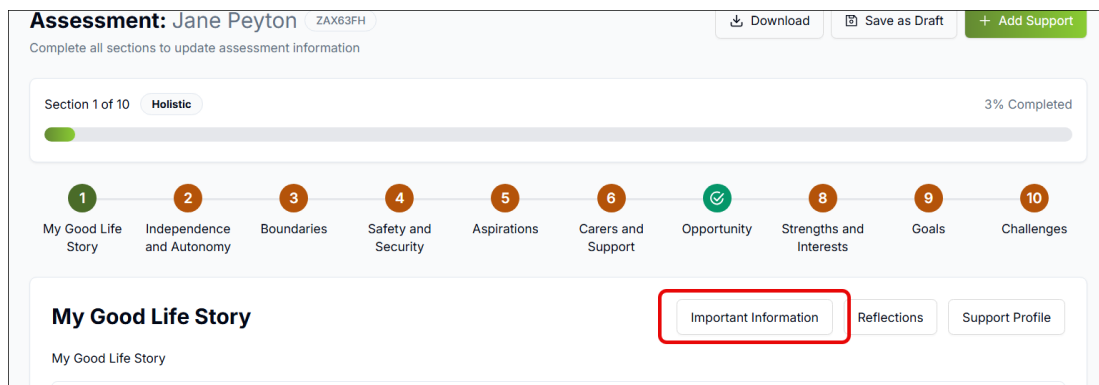 Assessment: Jane Peyton ZAX63FH
Download
Save as Draft
+ Add Support
Complete all sections to update assessment information
Section 1 of 10 Holistic
3% Completed
1
2
3
4
5
6
8
9
10
My Good Life
Story
Independence
and Autonomy
Boundaries
Safety and
Security
Aspirations
Carers and
Support
Opportunity
Strengths and
Interests
Goals
Challenges
My Good Life Story
Important Information
Reflections
Support Profile
My Good Life Story